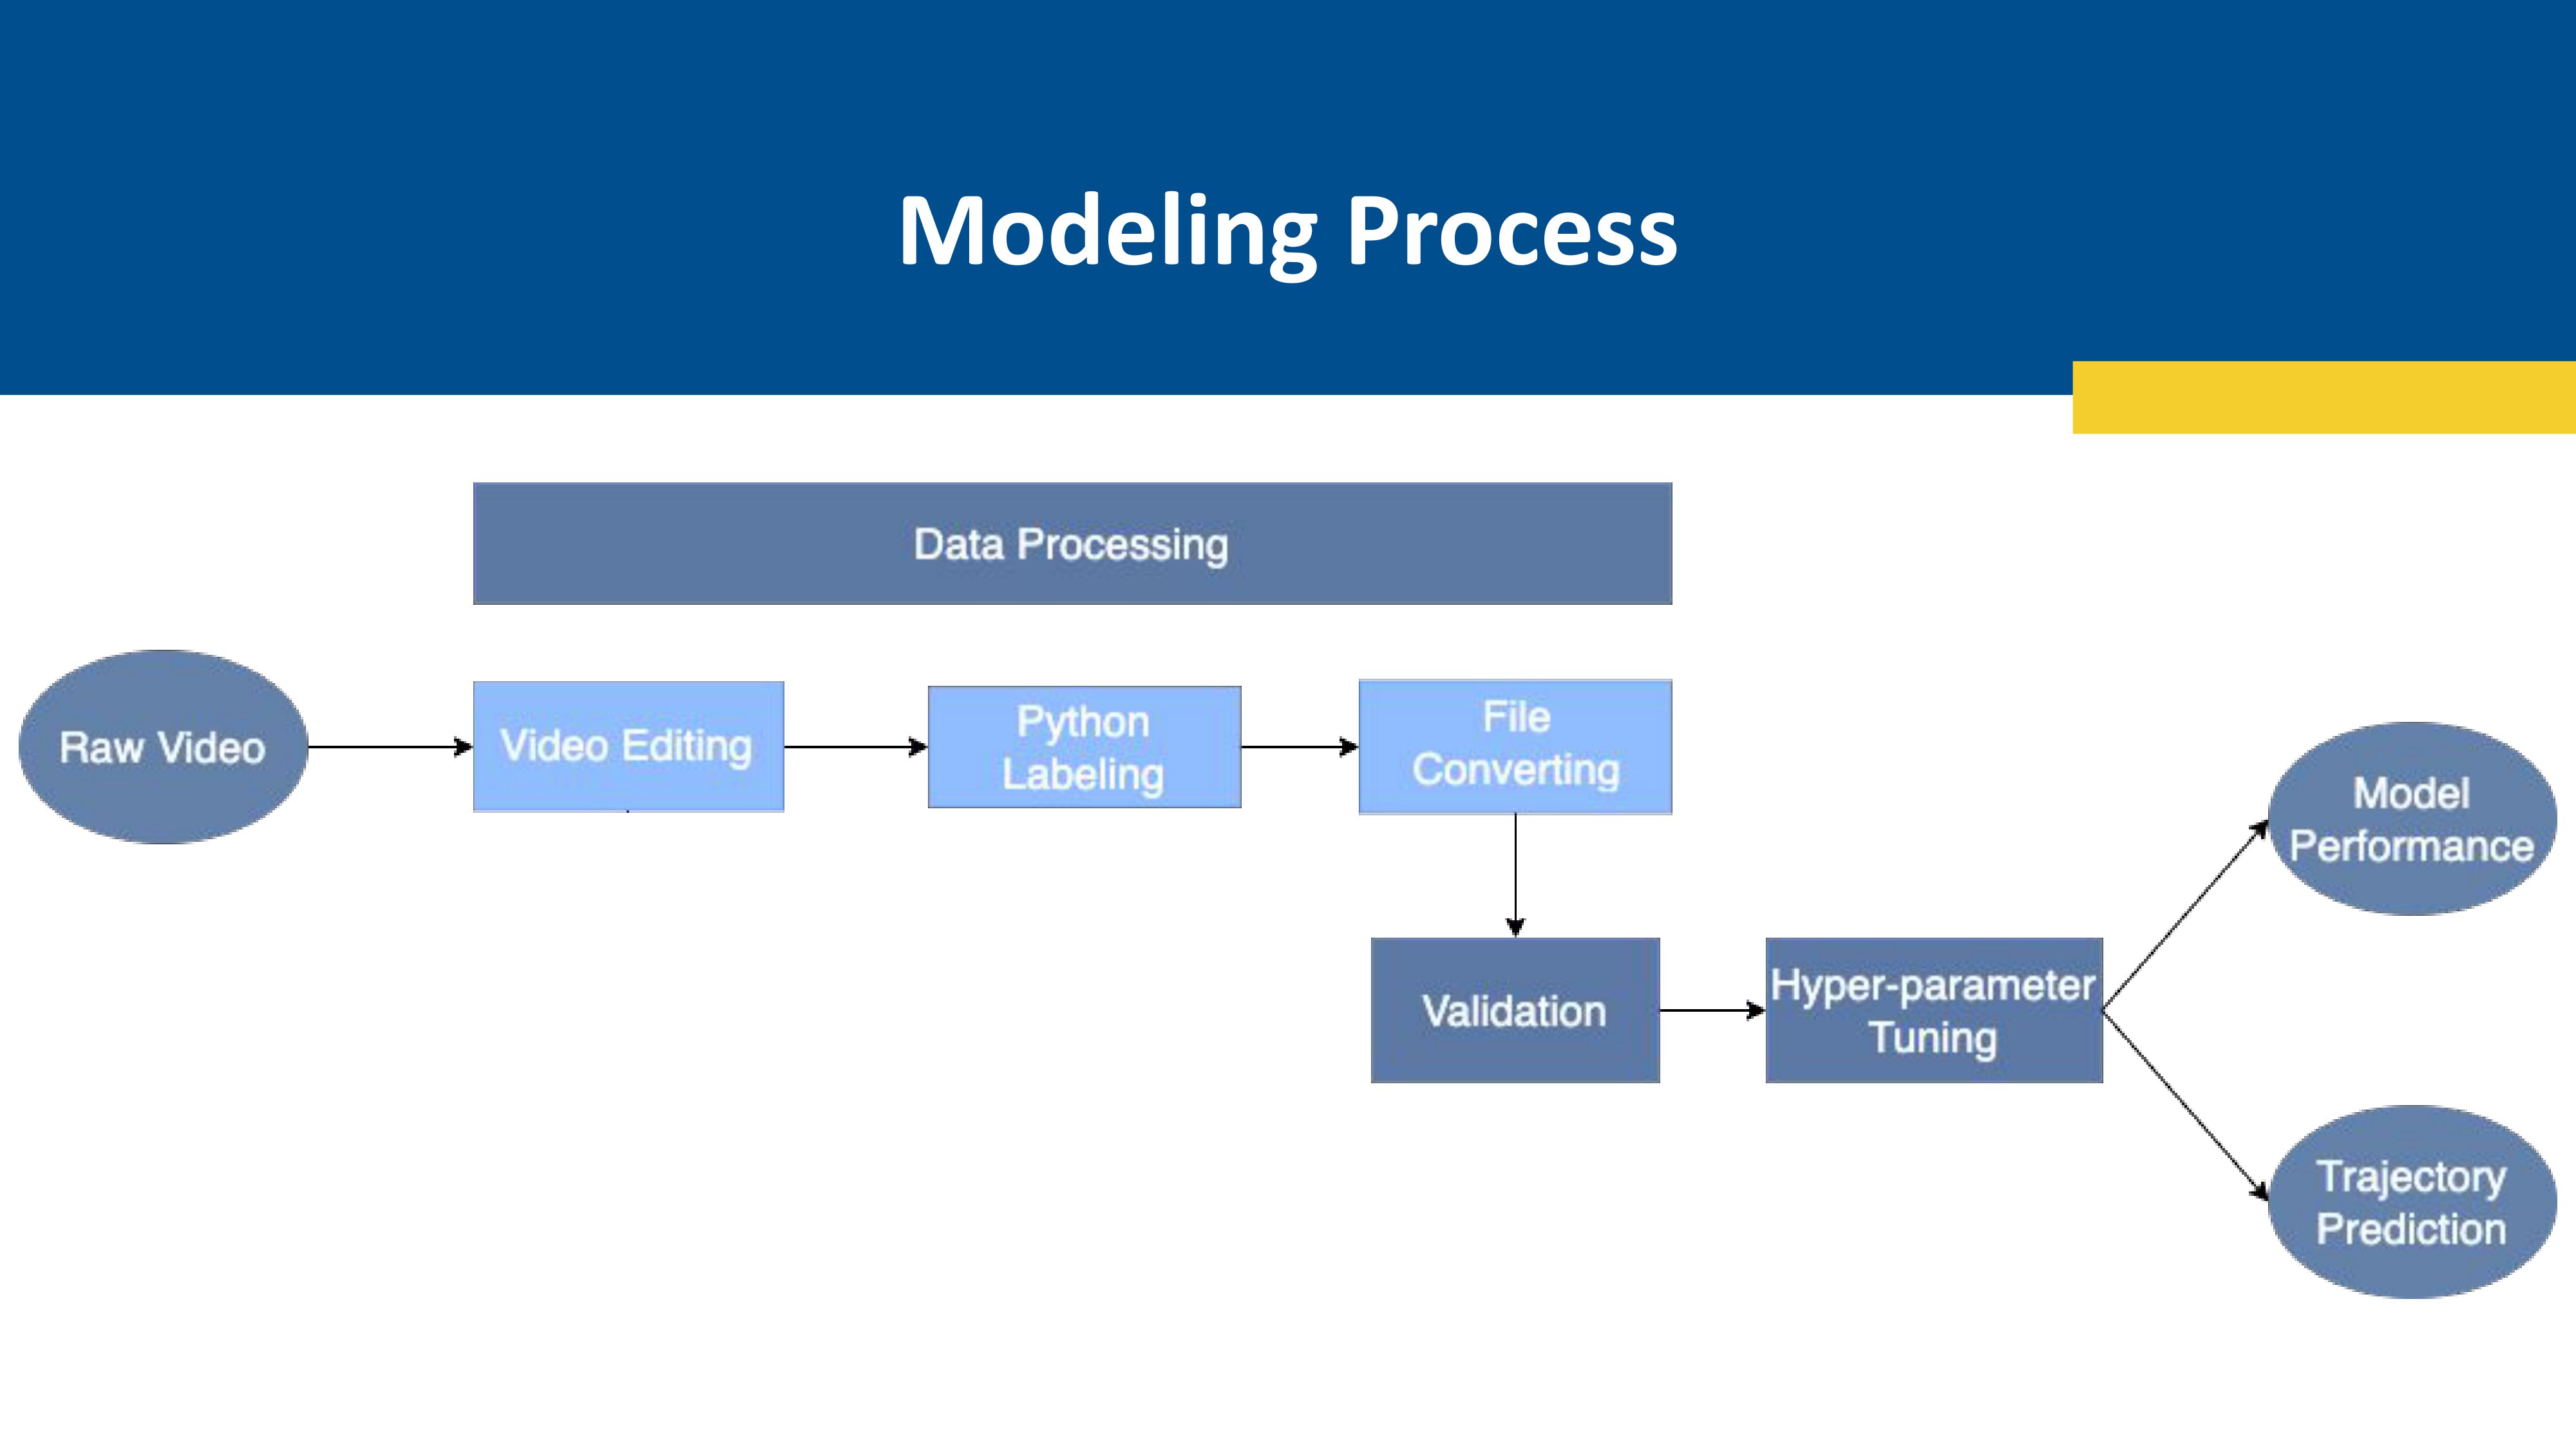 Modeling Process
Data Processing
Raw Video
Video Editing
Python
Labeling
File
Converting
Validation
Hyper-parameter
Tuning
Model
Performance
Trajectory
Prediction